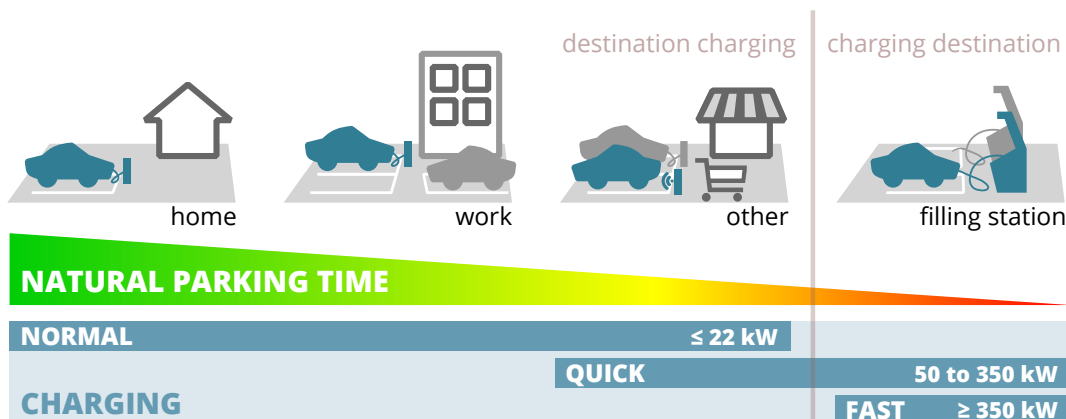 destination charging
charging destination
home
work
other
filling station
NATURAL PARKING TIME
NORMAL ≤ 22 kW
QUICK 50 to 350 kW
CHARGING
FAST ≥ 350 kW